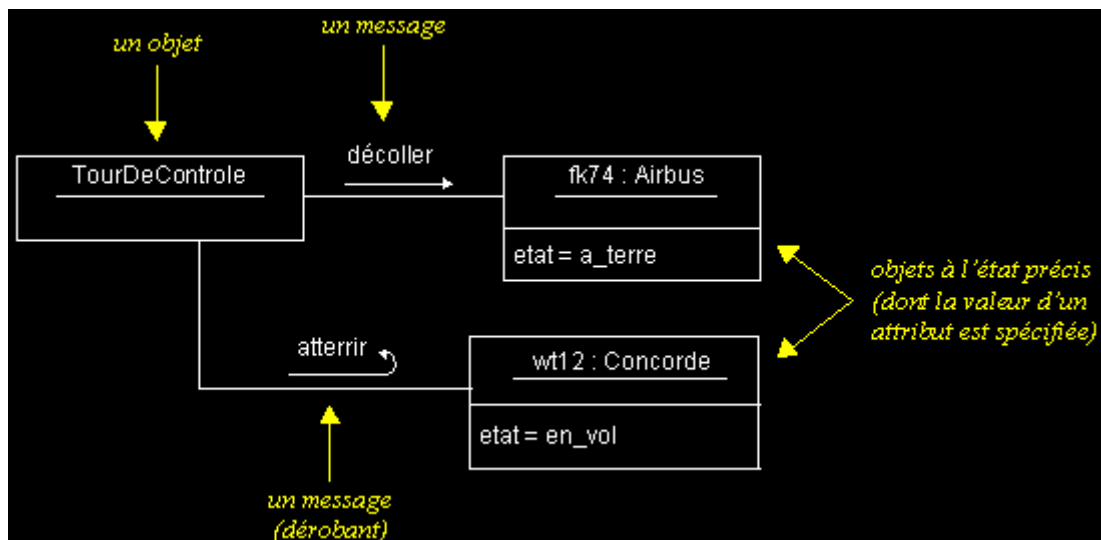 un message
un objet
décoller
TourDeControle
fk74 : Airbus
etat = a_terre
objets à l'état précis
(dont la valeur d'un
attribut est spécifiée)
atterrir
wt12 : Concorde
etat = en_vol
un message
(dérobant)